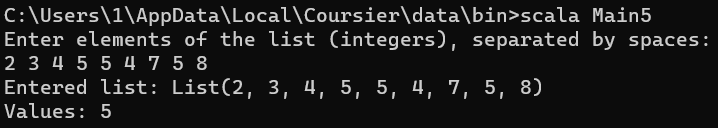 C:\Users\1\AppData\Local\Coursier\data\bin>scala Main5
Enter elements of the list (integers), separated by spaces:
2 3 4 5 5 4 7 5 8
Entered list: List(2, 3, 4, 5, 5, 4, 7, 5, 8)
Values: 5